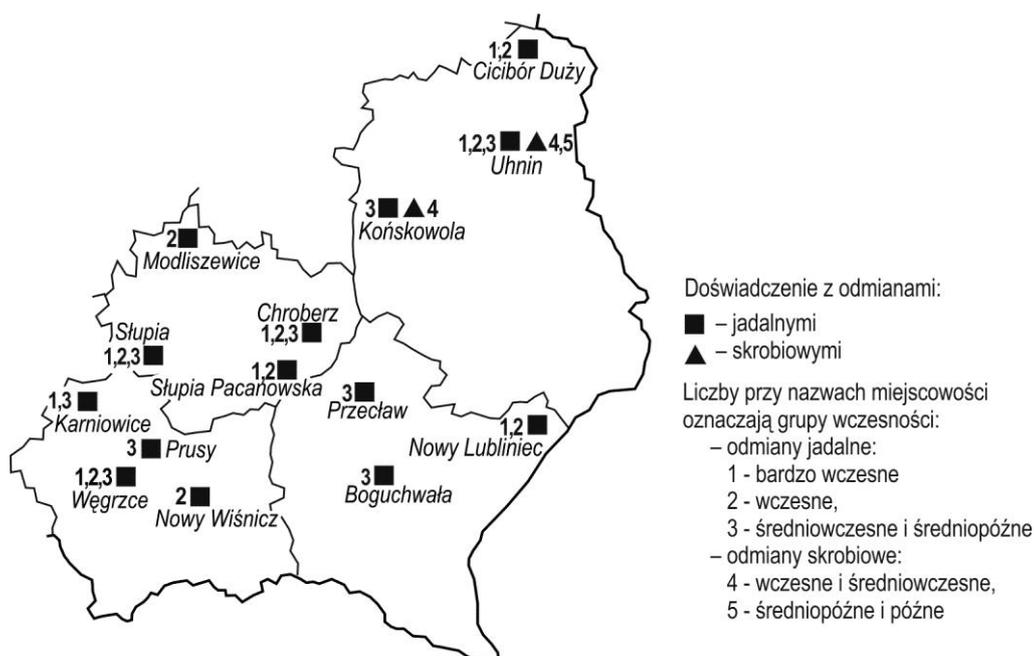 1,2
Cicibór Duży
1,2,3
4,5
Uhnin
3
4
Końskowola
2
Modliszewice
Chroberz
1,2,3
Słupia
1,2,3
1,2
Słupia Pacanowska
3
Przecław
1,3
Karniowice
1,2
Nowy Lubliniec
3 Prusy
1,2,3
Węgrzce
3
Boguchwała
2
Nowy Wiśnicz
Doświadczenie z odmianami:
– jadalnymi
– skrobiowymi
Liczby przy nazwach miejscowości
oznaczają grupy wczesności:
– odmiany jadalne:
1 - bardzo wczesne
2 - wczesne,
3 - średniowczesne i średniopóźne
– odmiany skrobiowe:
4 - wczesne i średniowczesne,
5 - średniopóźne i późne